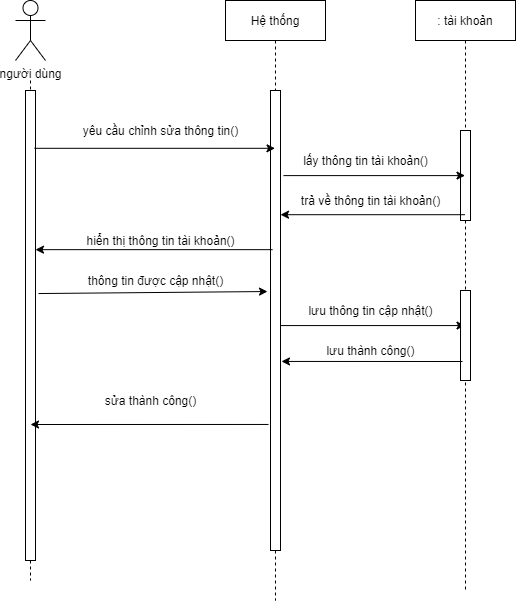 Hệ thống
: tài khoản
người dùng
yêu cầu chỉnh sửa thông tin()
lấy thông tin tài khoản()
trả về thông tin tài khoản()
hiển thị thông tin tài khoản()
thông tin được cập nhật()
lưu thông tin cập nhật()
lưu thành công()
sửa thành công()